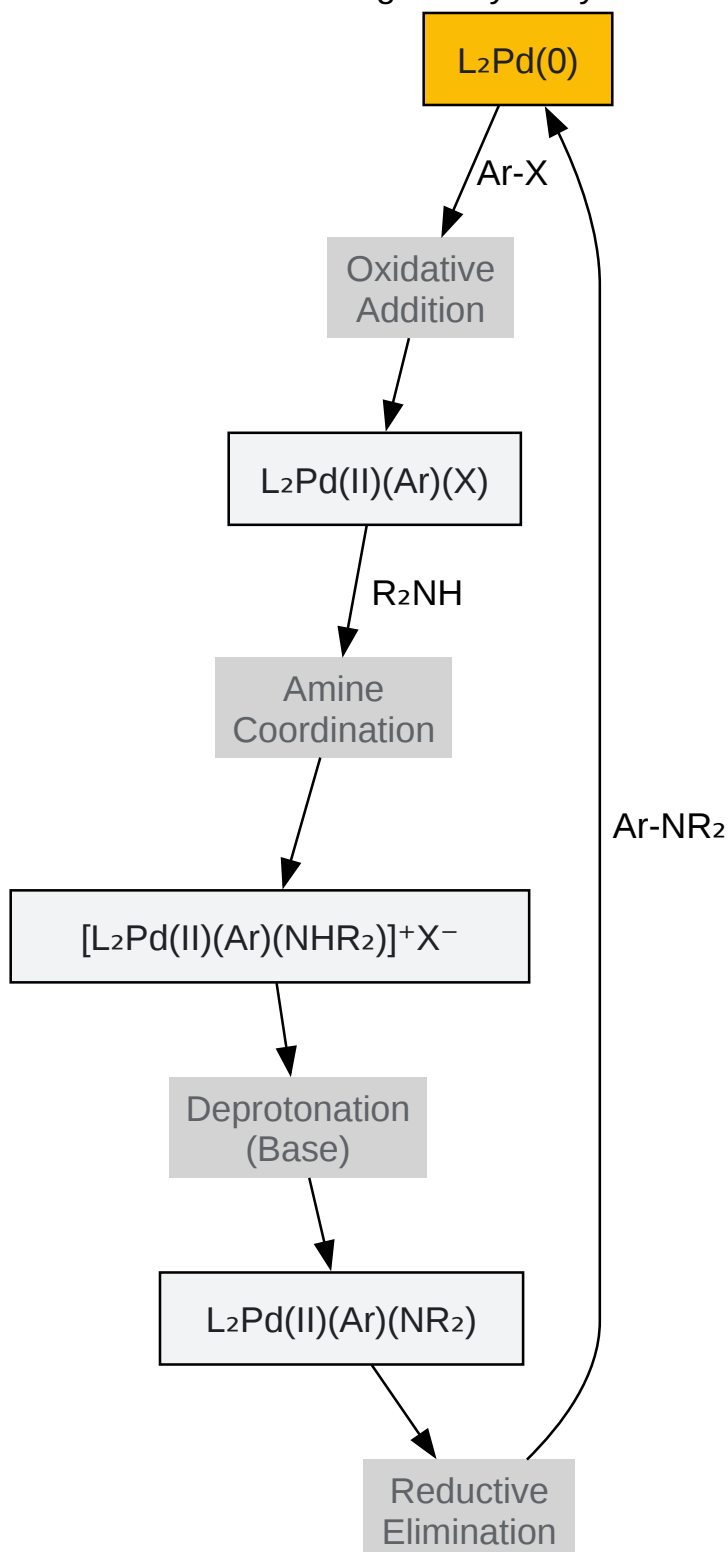 L₂Pd(0)
Ar-X
Oxidative
Addition
L₂Pd(II)(Ar)(X)
R₂NH
Amine
Coordination
Ar-NR₂
[L₂Pd(II)(Ar)(NHR₂)]⁺X⁻
Deprotonation
(Base)
L₂Pd(II)(Ar)(NR₂)
Reductive
Elimination